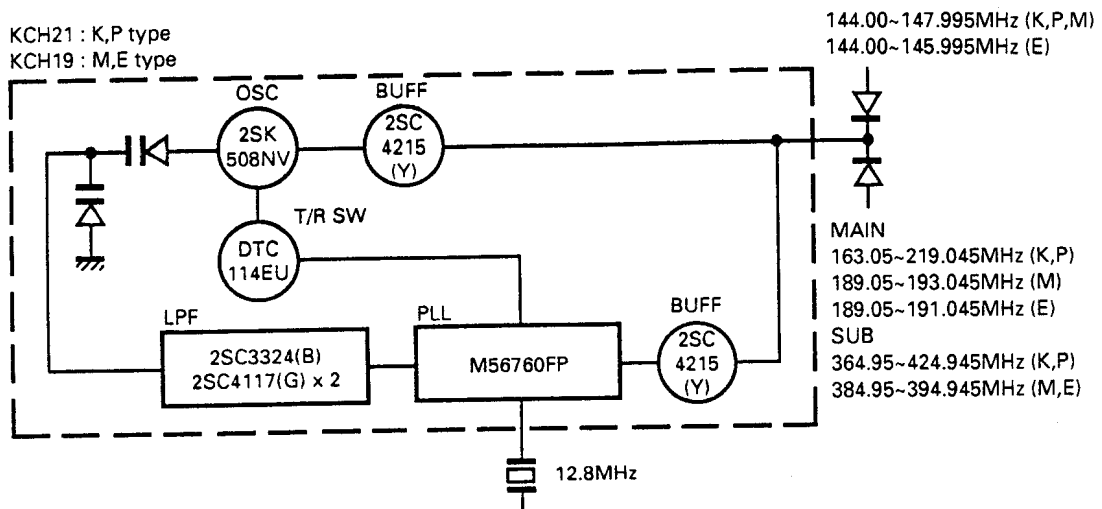 KCH21 : K,P type
KCH19 : M,E type
144.00~147.995MHz (K,P,M)
144.00~145.995MHz (E)
OSC
BUFF
2SK
508NV
2SC
4215
(Y)
T/R SW
DTC
114EU
MAIN
163.05~219.045MHz (K,P)
189.05~193.045MHz (M)
189.05~191.045MHz (E)
SUB
364.95~424.945MHz (K,P)
384.95~394.945MHz (M,E)
LPF
2SC3324(B)
2SC4117(G) x 2
PLL
M56760FP
BUFF
2SC
4215
(Y)
12.8MHz